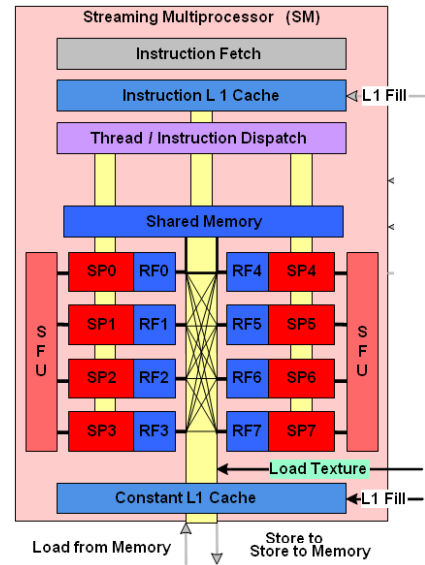 Streaming Multiprocessor (SM)
Instruction Fetch
Instruction L 1 Cache
L1 Fill
Thread / Instruction Dispatch
Shared Memory
SFU
SP0 RF0 RF4 SP4
SP1 RF1 RF5 SP5
SP2 RF2 RF6 SP6
SP3 RF3 RF7 SP7
SFU
Load Texture
Constant L1 Cache
L1 Fill
Load from Memory
Store to
Store to Memory